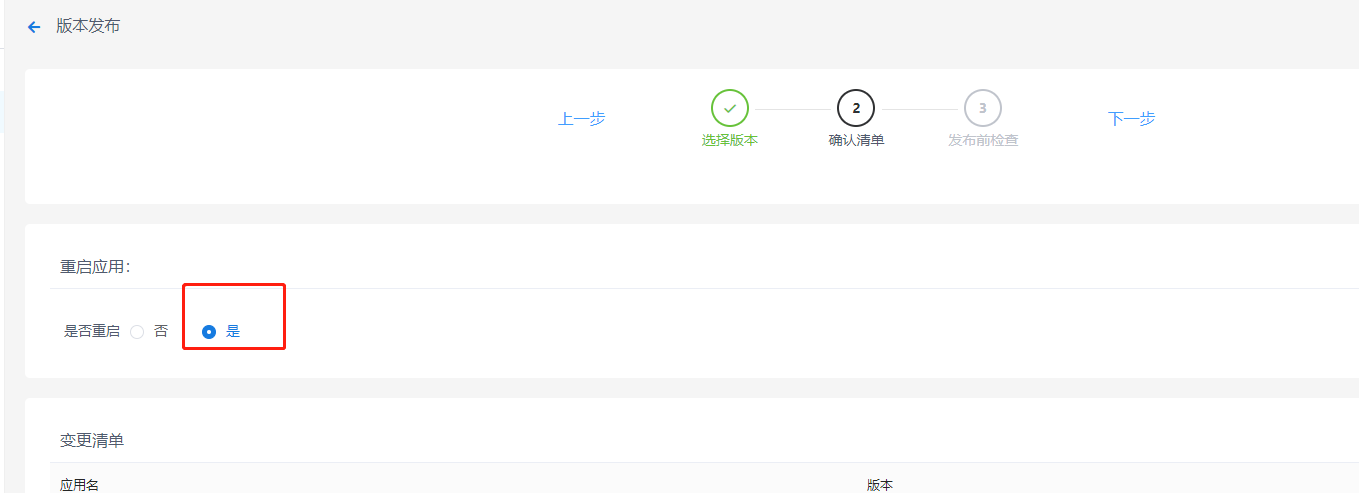 版本发布
上一步
2
3
下一步
选择版本
确认清单
发布前检查
重启应用：
是否重启 否 是
变更清单
应用名 版本